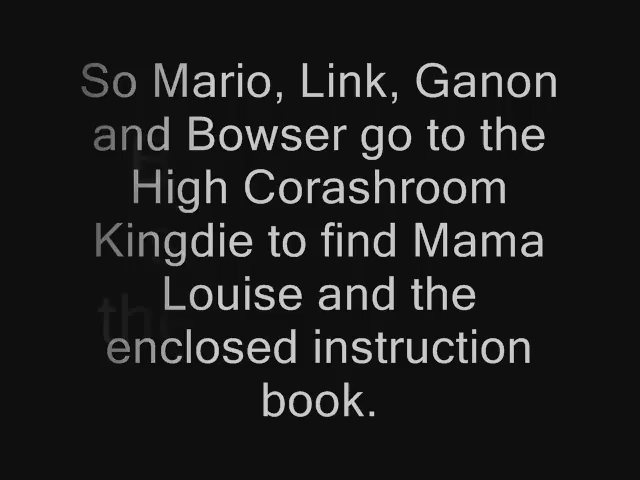 So Mario, Link, Ganon
and Bowser go to the
High Corashroom
Kingdie to find Mama
Louise and the
enclosed instruction
book.